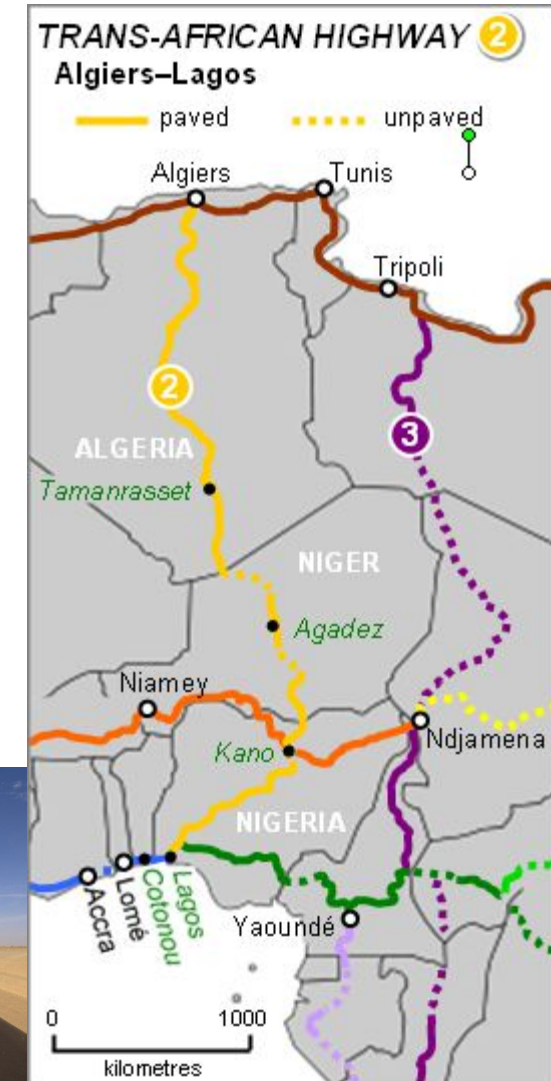 TRANS-AFRICAN HIGHWAY 2
Algiers–Lagos
paved unpaved
Algiers
Tunis
Tripoli
2
3
ALGERIA
Tamanrasset
NIGER
Agadez
Niamey
Ndjamena
Kano
NIGERIA
Accra
Lomé
Cotonou
Lagos
Yaoundé
0 1000
kilometres